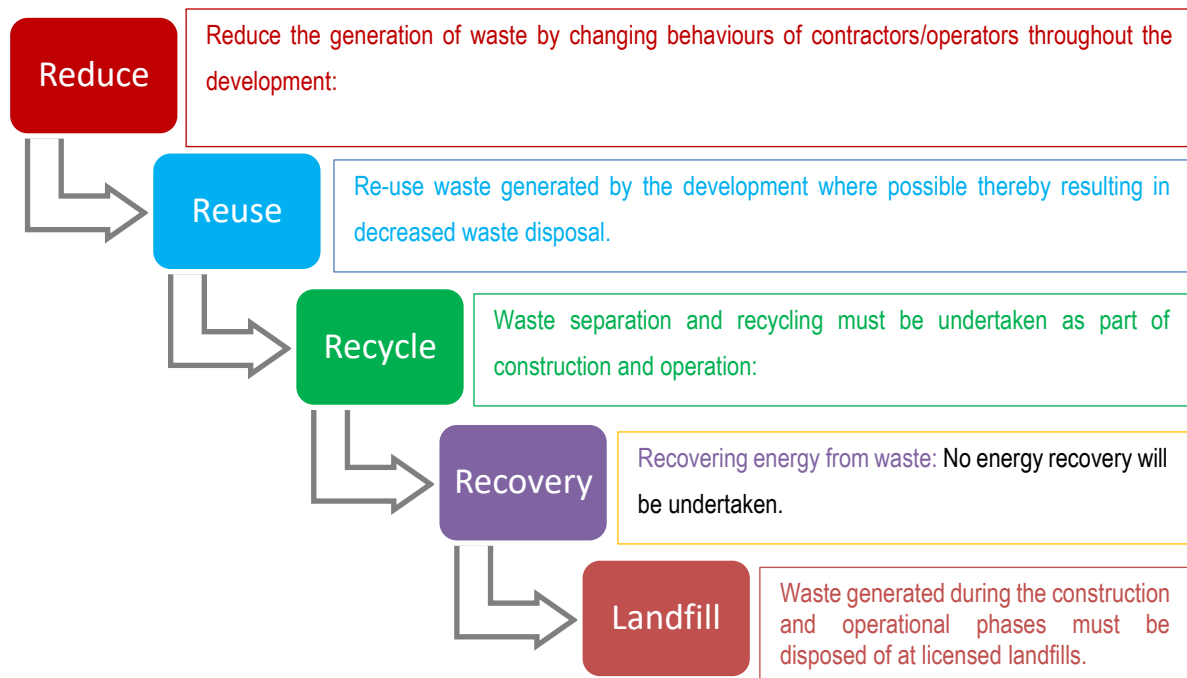 Reduce
Reduce the generation of waste by changing behaviours of contractors/operators throughout the
development:
Reuse
Re-use waste generated by the development where possible thereby resulting in
decreased waste disposal.
Recycle
Waste separation and recycling must be undertaken as part of
construction and operation:
Recovery
Recovering energy from waste: No energy recovery will
be undertaken.
Landfill
Waste generated during the construction
and operational phases must be
disposed of at licensed landfills.